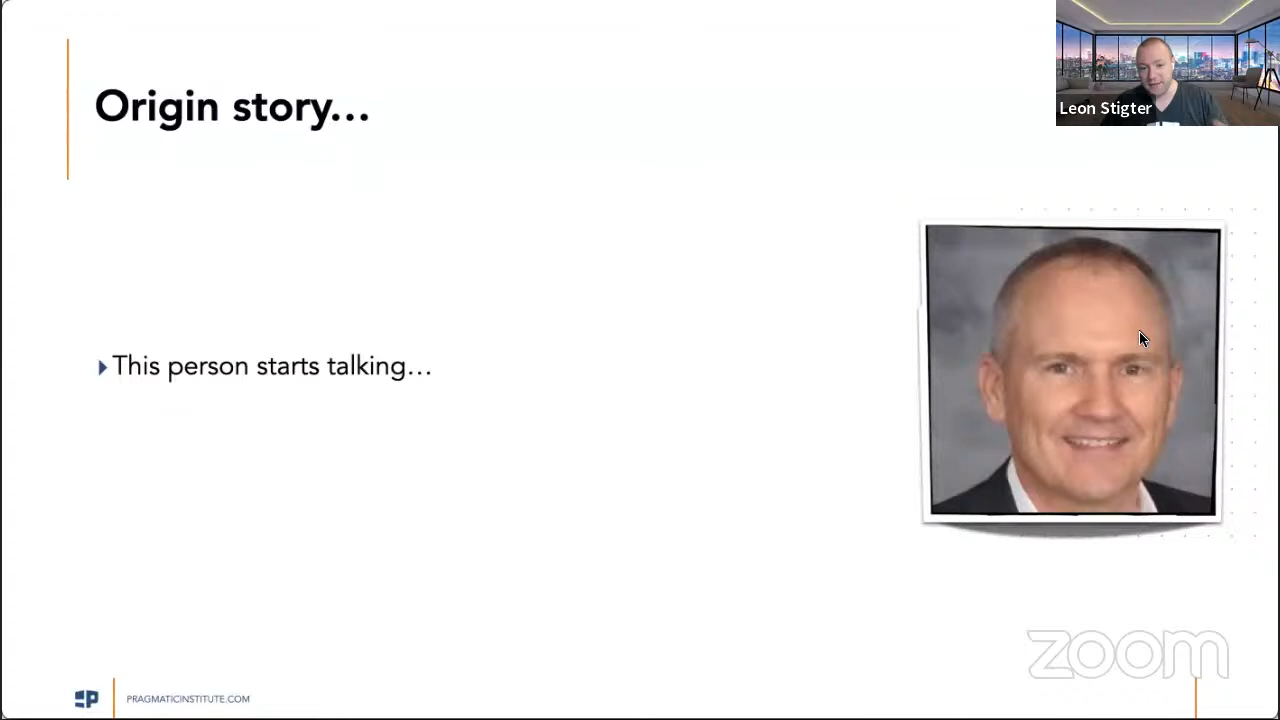 Origin story...
Leon Stigter
This person starts talking...
zoom
PRAGMATICINSTITUTE.COM